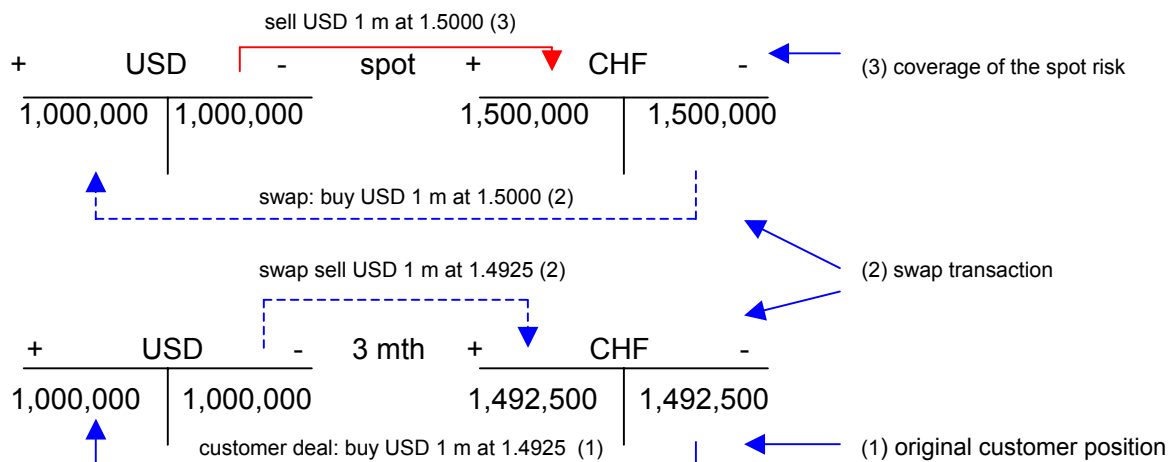 sell USD 1 m at 1.5000 (3)
+ USD - spot + CHF - (3) coverage of the spot risk
1,000,000 1,000,000 1,500,000 1,500,000
swap: buy USD 1 m at 1.5000 (2)
swap sell USD 1 m at 1.4925 (2) (2) swap transaction
+ USD - 3 mth + CHF -
1,000,000 1,000,000 1,492,500 1,492,500
customer deal: buy USD 1 m at 1.4925 (1) (1) original customer position